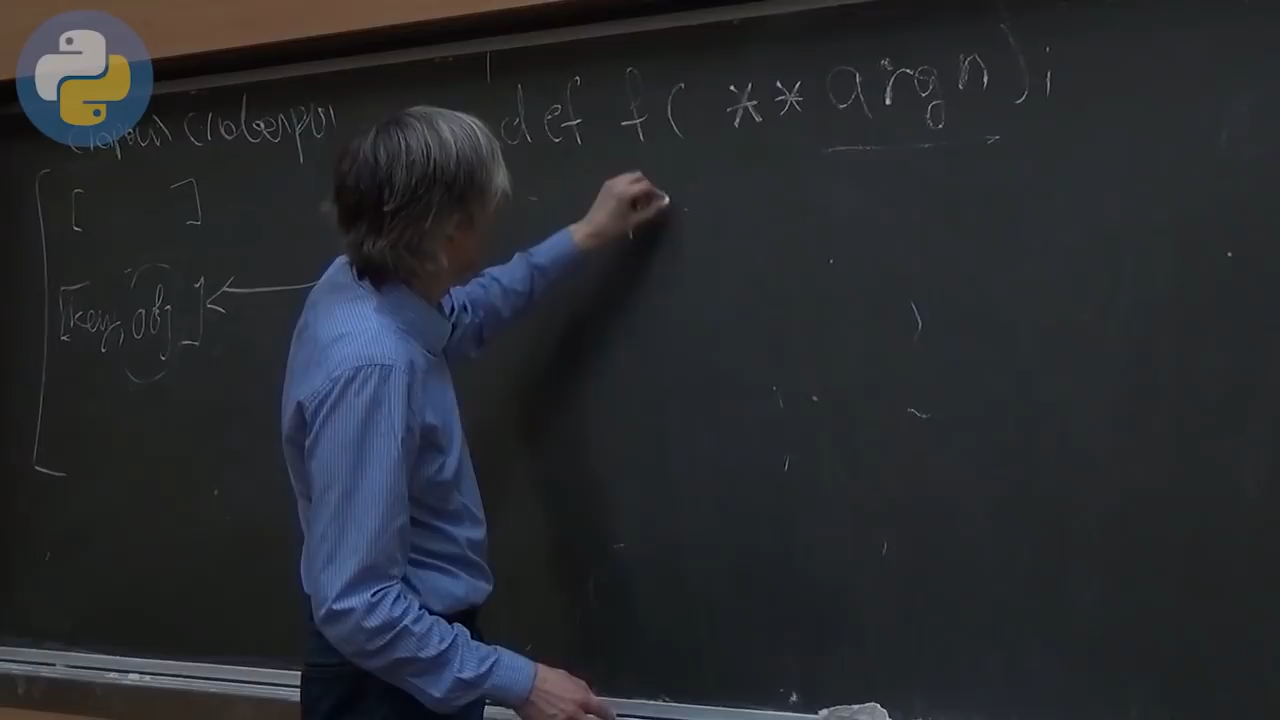 def f( ** argn ):
[ ]
[key, obj]